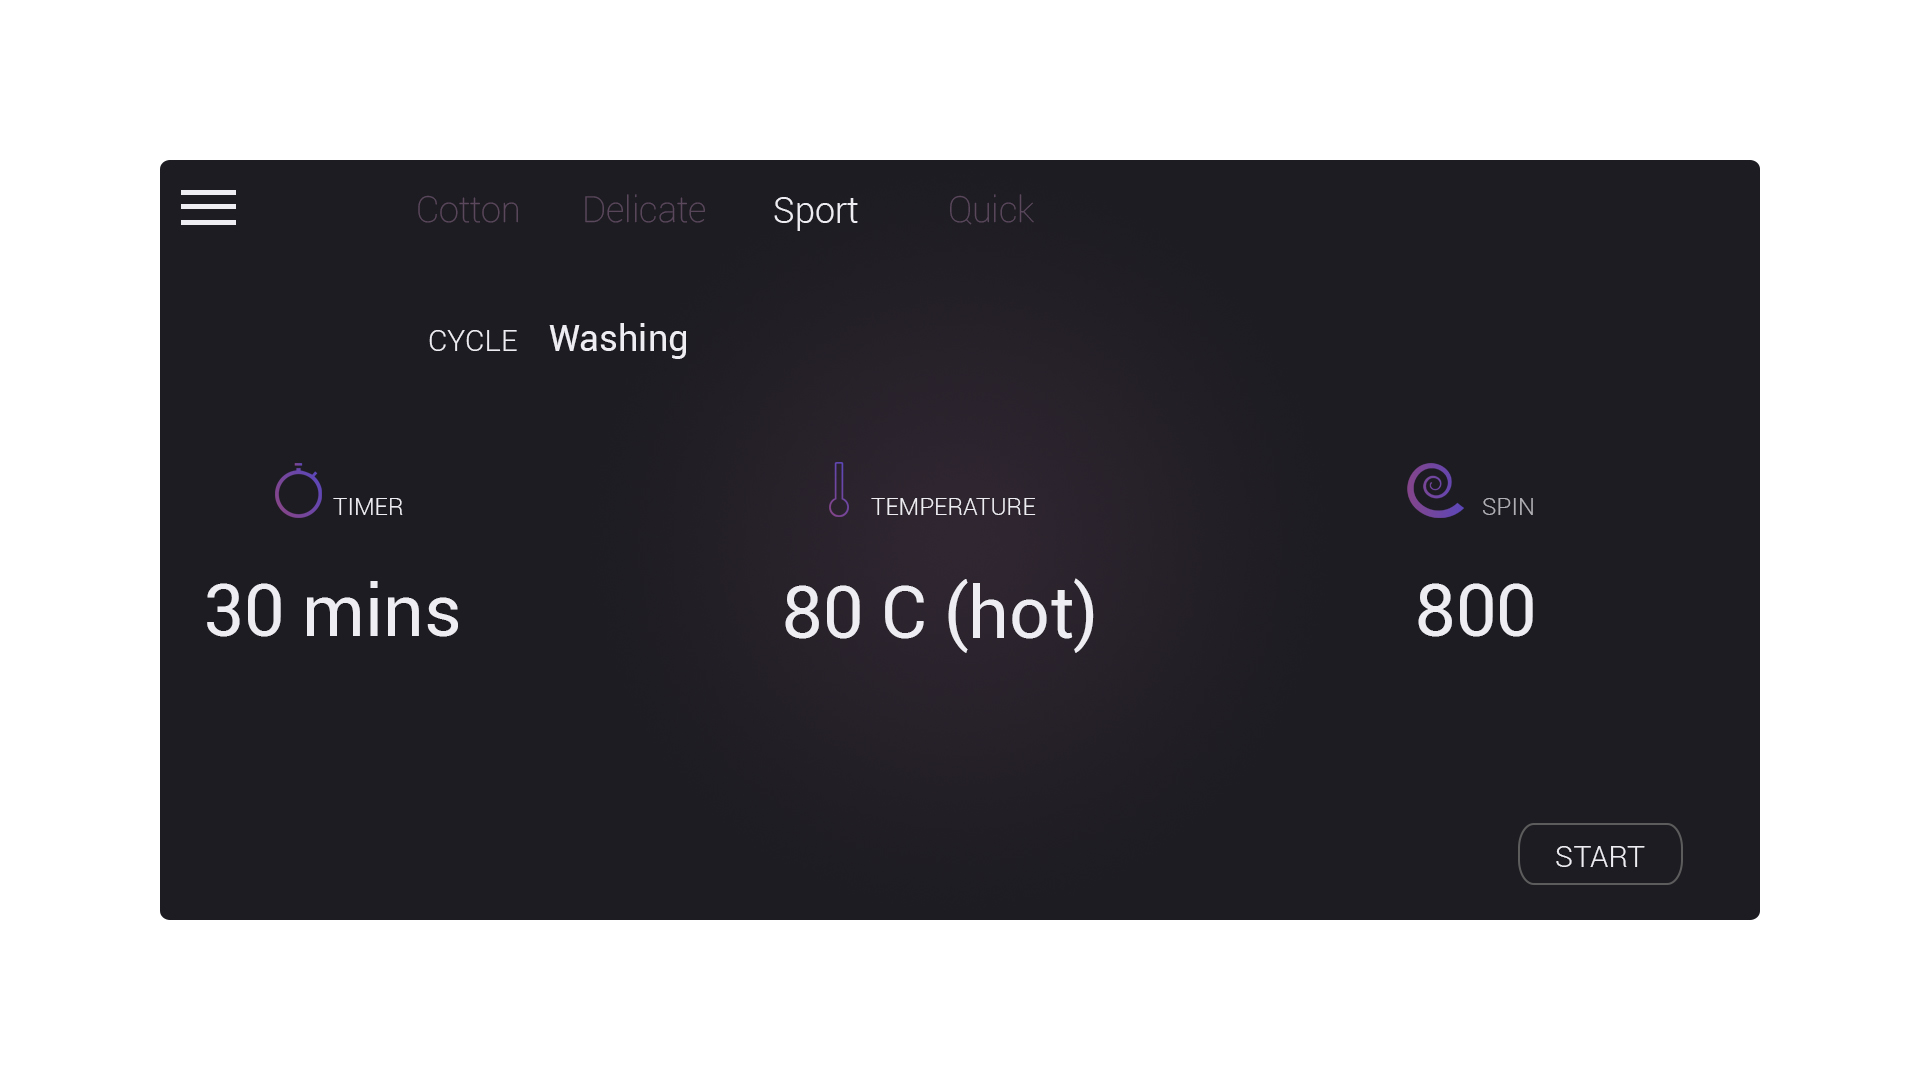 Cotton Delicate Sport Quick
CYCLE Washing
TIMER TEMPERATURE SPIN
30 mins 80 C (hot) 800
START